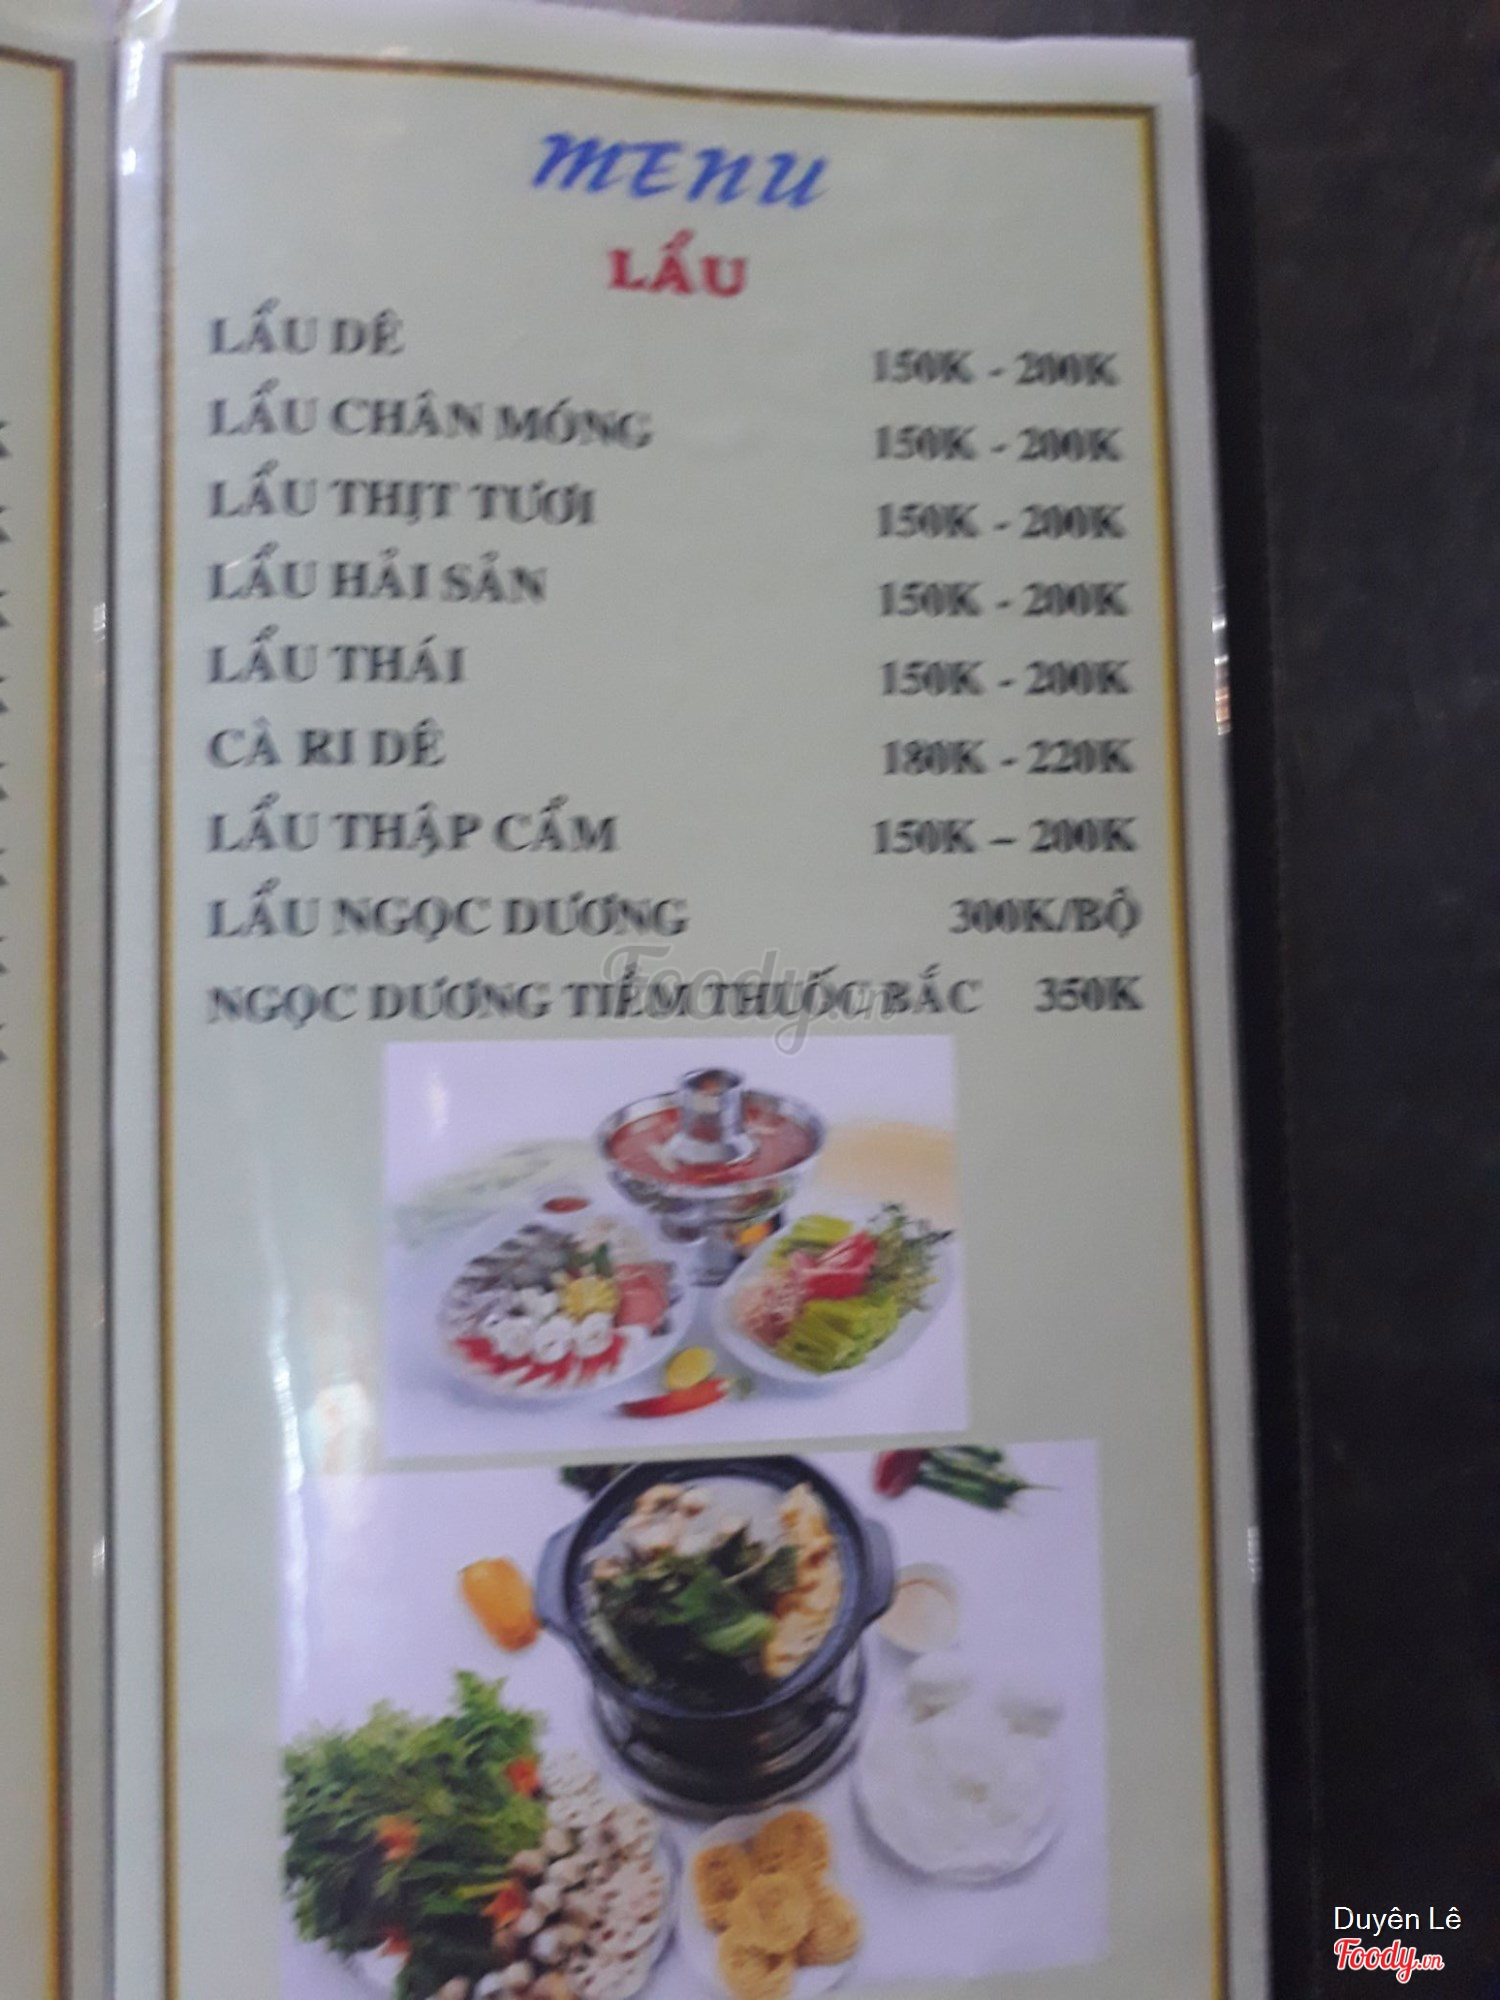 MENU
LẨU
LẨU DÊ 150K - 200K
LẨU CHÂN MÓNG 150K - 200K
LẨU THỊT TƯƠI 150K - 200K
LẨU HẢI SẢN 150K - 200K
LẨU THÁI 150K - 200K
CÀ RI DÊ 180K - 220K
LẨU THẬP CẨM 150K – 200K
LẨU NGỌC DƯƠNG 300K/BỘ
NGỌC DƯƠNG TIỀM THUỐC BẮC 350K
Foody.vn
Duyên Lê
Foody.vn